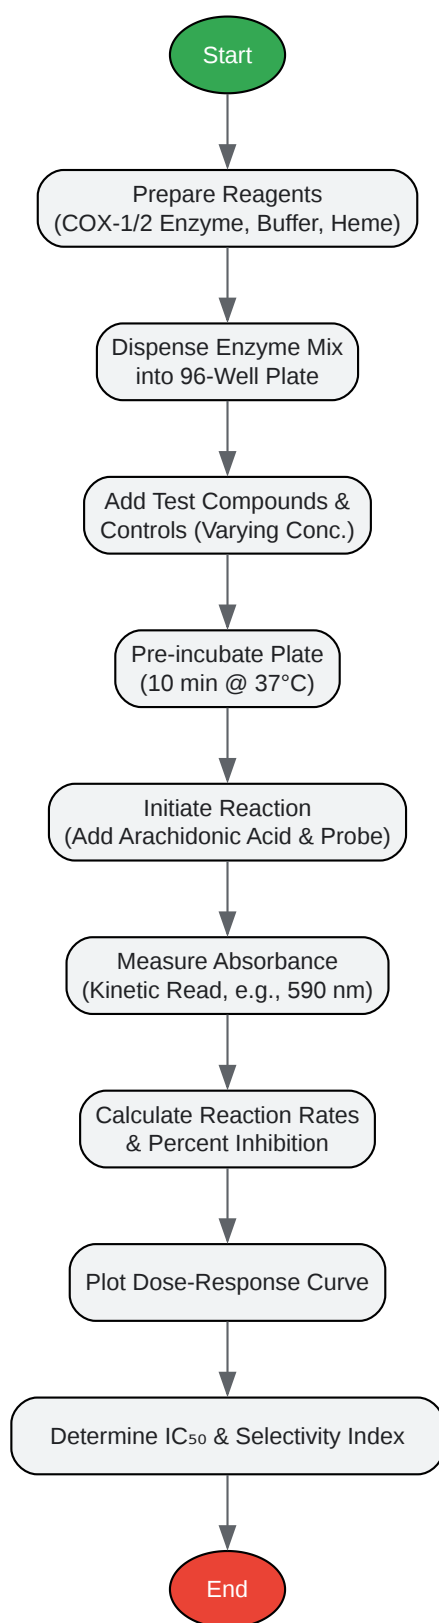 Start
Prepare Reagents
(COX-1/2 Enzyme, Buffer, Heme)
Dispense Enzyme Mix
into 96-Well Plate
Add Test Compounds &
Controls (Varying Conc.)
Pre-incubate Plate
(10 min @ 37°C)
Initiate Reaction
(Add Arachidonic Acid & Probe)
Measure Absorbance
(Kinetic Read, e.g., 590 nm)
Calculate Reaction Rates
& Percent Inhibition
Plot Dose-Response Curve
Determine IC₅₀ & Selectivity Index
End